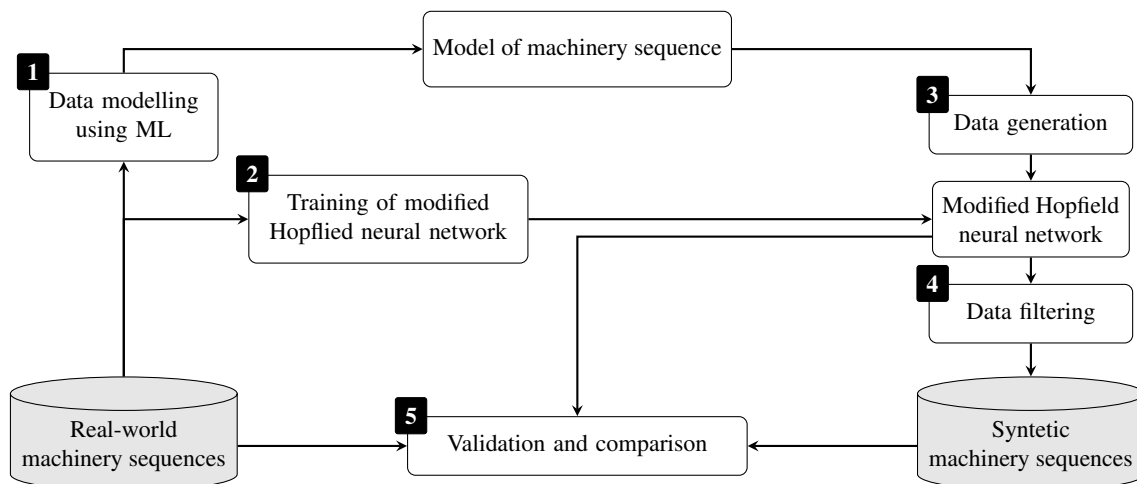 Model of machinery sequence
1
Data modelling
using ML
3
Data generation
2
Training of modified
Hopflied neural network
Modified Hopfield
neural network
4
Data filtering
Real-world
machinery sequences
5
Validation and comparison
Syntetic
machinery sequences